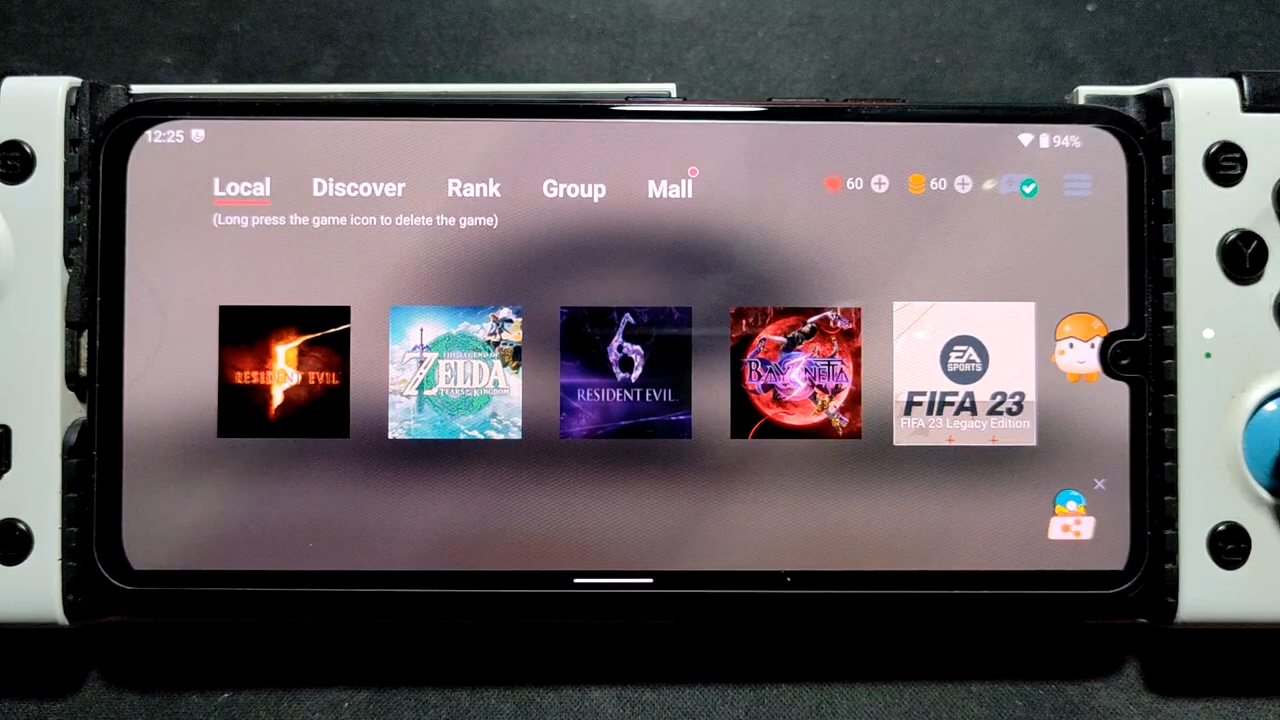 12:25
94%
Local Discover Rank Group Mall
60 60
(Long press the game icon to delete the game)
RESIDENT EVIL
THE LEGEND OF
ZELDA
TEARS OF THE KINGDOM
RESIDENT EVIL
BAYONETTA
EA
SPORTS
FIFA 23
FIFA 23 Legacy Edition
Y